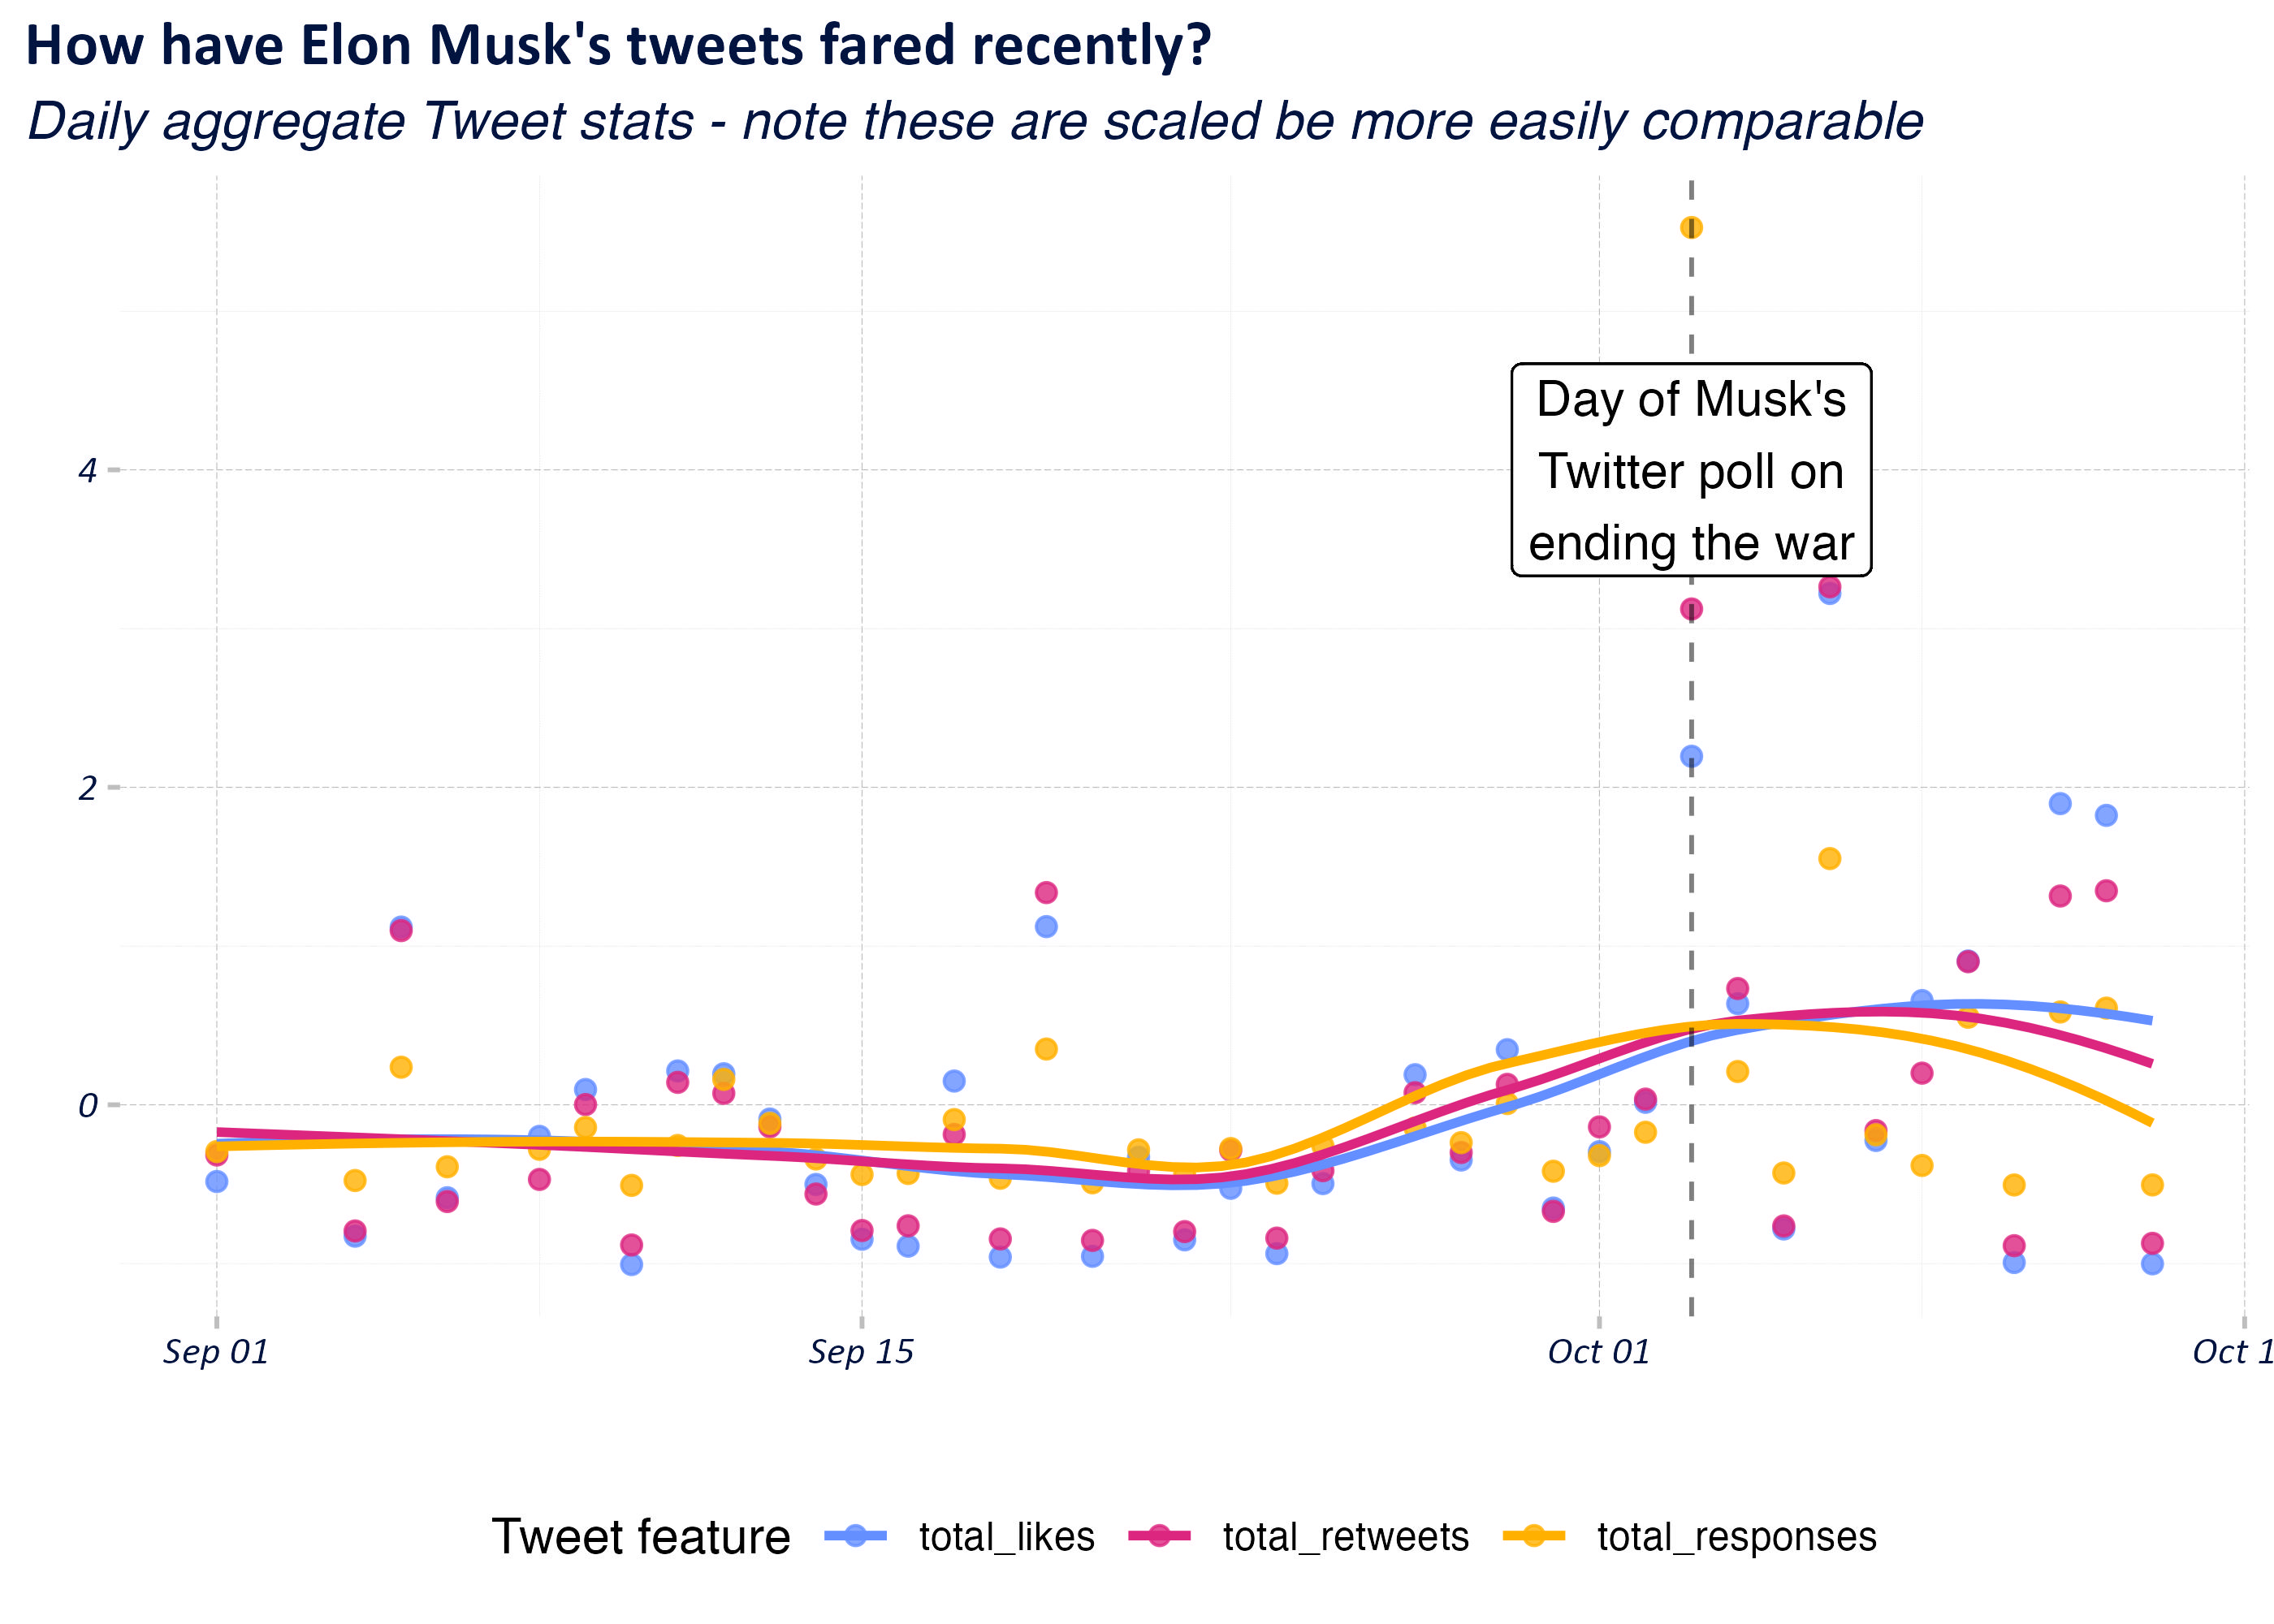 How have Elon Musk's tweets fared recently?
Daily aggregate Tweet stats - note these are scaled be more easily comparable
Day of Musk's
Twitter poll on
ending the war
4
2
0
Sep 01 Sep 15 Oct 01 Oct 1
Tweet feature total_likes total_retweets total_responses